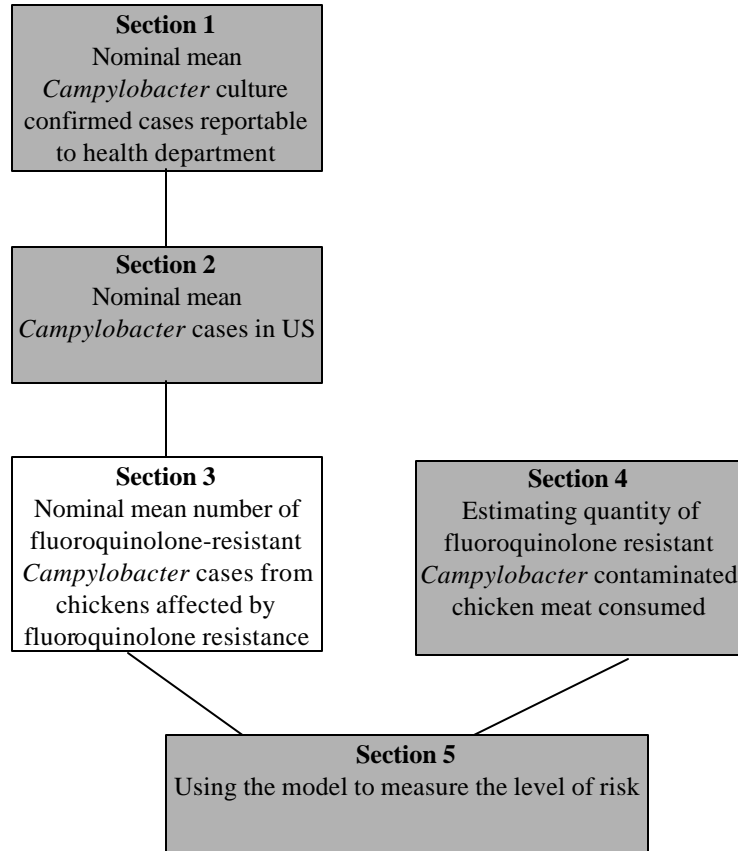 Section 1
Nominal mean
Campylobacter culture
confirmed cases reportable
to health department
Section 2
Nominal mean
Campylobacter cases in US
Section 3
Nominal mean number of
fluoroquinolone-resistant
Campylobacter cases from
chickens affected by
fluoroquinolone resistance
Section 4
Estimating quantity of
fluoroquinolone resistant
Campylobacter contaminated
chicken meat consumed
Section 5
Using the model to measure the level of risk